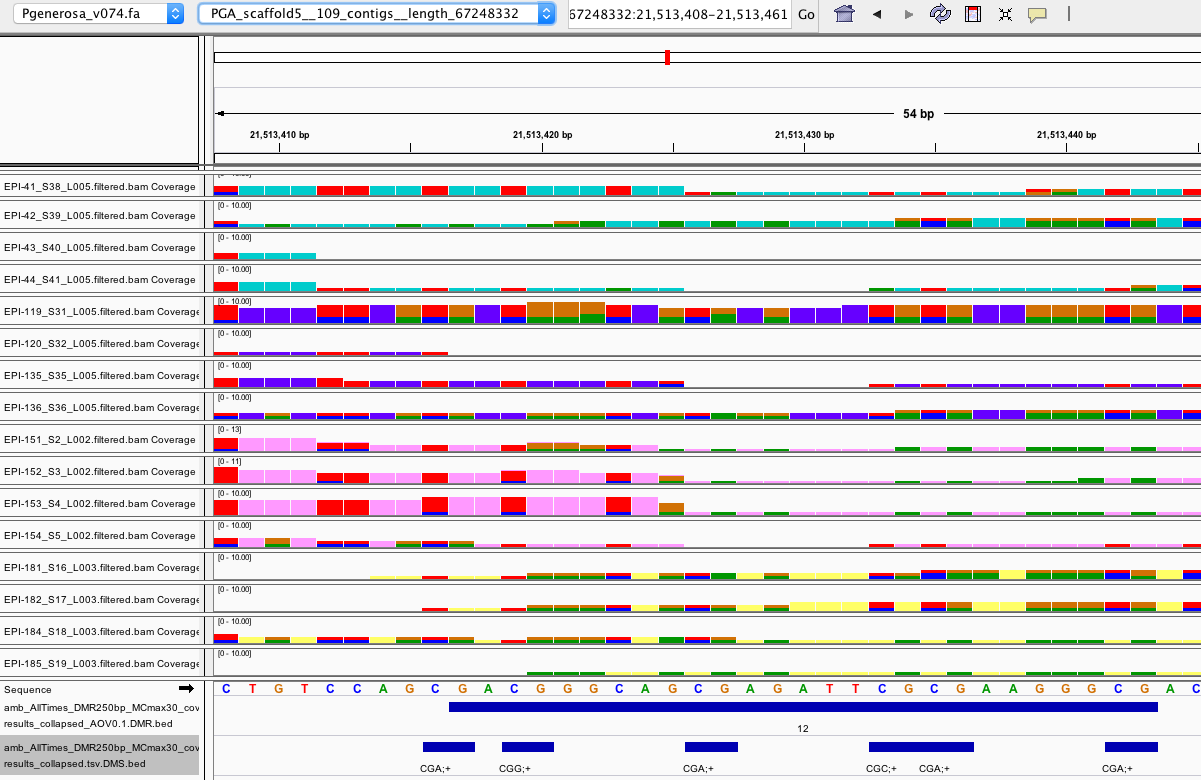 Pgenerosa_v074.fa PGA_scaffold5__109_contigs__length_67248332 67248332:21,513,408-21,513,461 Go
54 bp
21,513,410 bp 21,513,420 bp 21,513,430 bp 21,513,440 bp
EPI-41_S38_L005.filtered.bam Coverage
[0 - 10.00]
EPI-42_S39_L005.filtered.bam Coverage
[0 - 10.00]
EPI-43_S40_L005.filtered.bam Coverage
[0 - 10.00]
EPI-44_S41_L005.filtered.bam Coverage
[0 - 10.00]
EPI-119_S31_L005.filtered.bam Coverage
[0 - 10.00]
EPI-120_S32_L005.filtered.bam Coverage
[0 - 10.00]
EPI-135_S35_L005.filtered.bam Coverage
[0 - 10.00]
EPI-136_S36_L005.filtered.bam Coverage
[0 - 13]
EPI-151_S2_L002.filtered.bam Coverage
[0 - 11]
EPI-152_S3_L002.filtered.bam Coverage
[0 - 10.00]
EPI-153_S4_L002.filtered.bam Coverage
[0 - 10.00]
EPI-154_S5_L002.filtered.bam Coverage
[0 - 10.00]
EPI-181_S16_L003.filtered.bam Coverage
[0 - 10.00]
EPI-182_S17_L003.filtered.bam Coverage
[0 - 10.00]
EPI-184_S18_L003.filtered.bam Coverage
[0 - 10.00]
EPI-185_S19_L003.filtered.bam Coverage
Sequence C T G T C C A G C G A C G G G C A G C G A G A T T C G C G A A G G G C G A C
amb_AllTimes_DMR250bp_MCmax30_cov
results_collapsed_AOV0.1.DMR.bed
12
amb_AllTimes_DMR250bp_MCmax30_cov
results_collapsed.tsv.DMS.bed
CGA;+ CGG;+ CGA;+ CGC;+ CGA;+ CGA;+